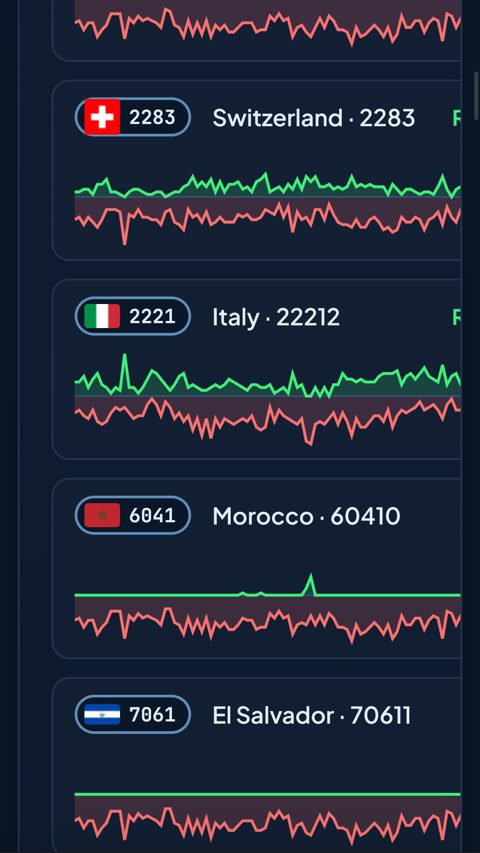 2283 Switzerland · 2283 R
2221 Italy · 22212 R
6041 Morocco · 60410
7061 El Salvador · 70611